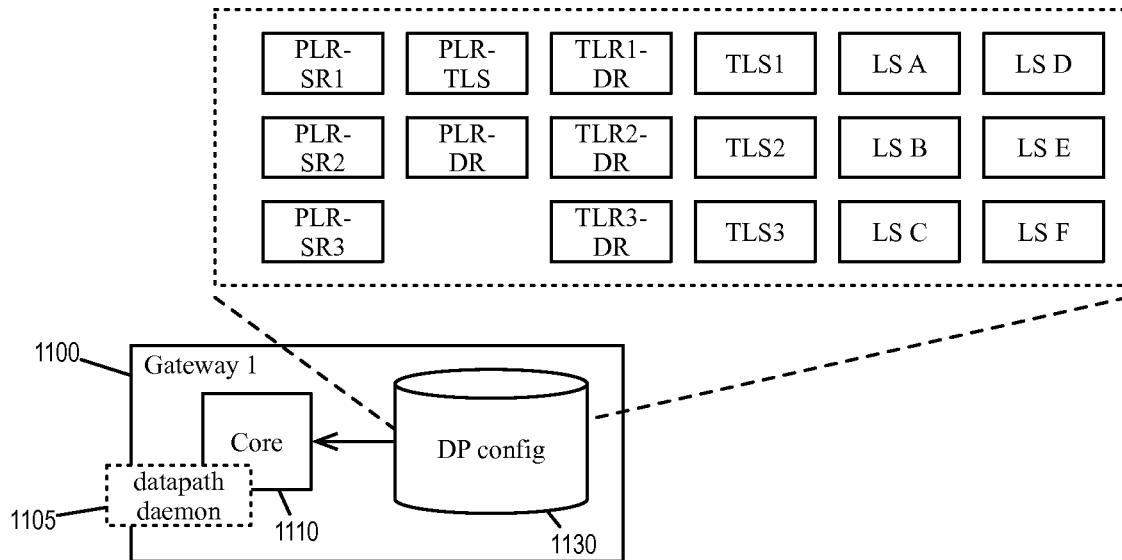 PLR-
SR1
PLR-
TLS
TLR1-
DR
TLS1
LS A
LS D
PLR-
SR2
PLR-
DR
TLR2-
DR
TLS2
LS B
LS E
PLR-
SR3
TLR3-
DR
TLS3
LS C
LS F
1100
Gateway 1
Core
DP config
datapath
daemon
1105
1110
1130